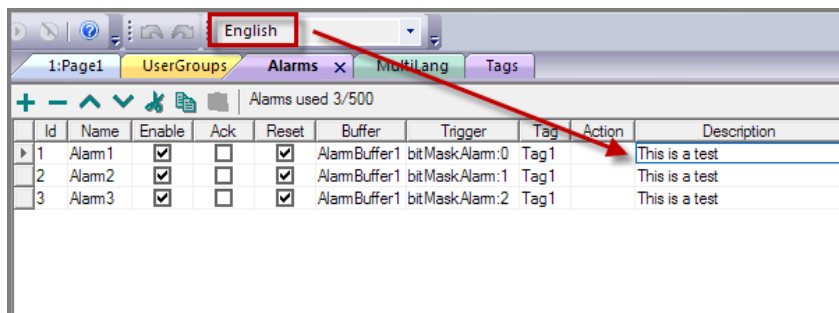 English
1:Page1 UserGroups Alarms MultiLang Tags
Alarms used 3/500
Id Name Enable Ack Reset Buffer Trigger Tag Action Description
1 Alarm1 AlarmBuffer1 bitMaskAlarm:0 Tag1 This is a test
2 Alarm2 AlarmBuffer1 bitMaskAlarm:1 Tag1 This is a test
3 Alarm3 AlarmBuffer1 bitMaskAlarm:2 Tag1 This is a test